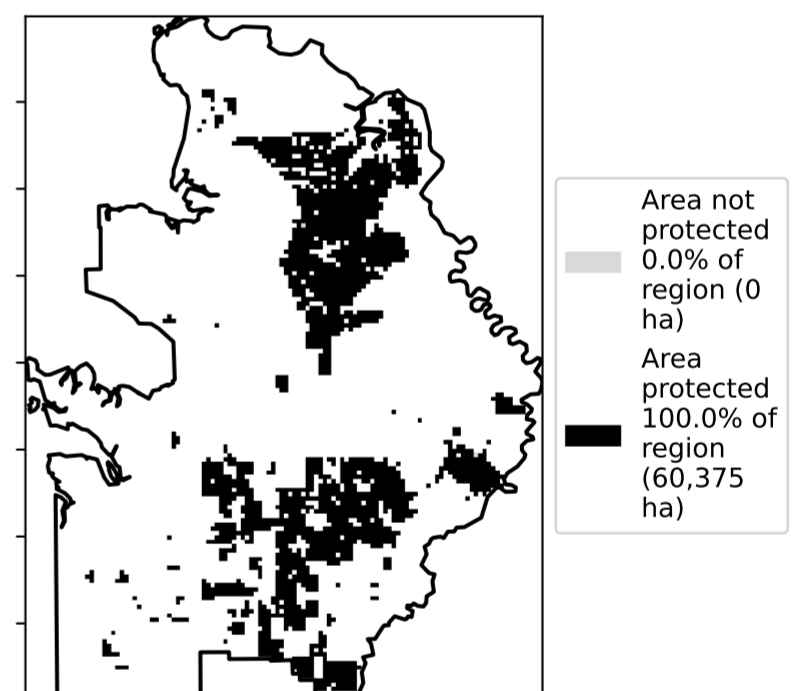 Area not
protected
0.0% of
region (0
ha)
Area
protected
100.0% of
region
(60,375
ha)